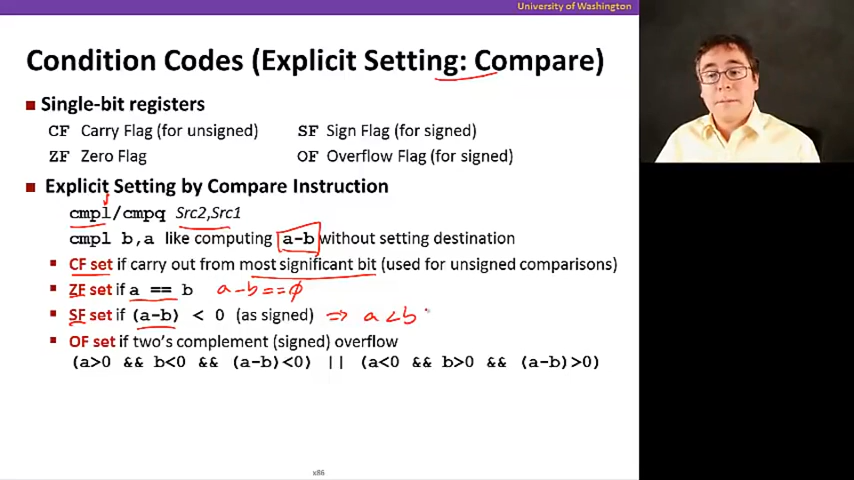 University of Washington
Condition Codes (Explicit Setting: Compare)
Single-bit registers
CF Carry Flag (for unsigned) SF Sign Flag (for signed)
ZF Zero Flag OF Overflow Flag (for signed)
Explicit Setting by Compare Instruction
cmpl/cmpq Src2,Src1
cmpl b,a like computing a-b without setting destination
CF set if carry out from most significant bit (used for unsigned comparisons)
ZF set if a == b a-b==∅
SF set if (a-b) < 0 (as signed) ⇒ a<b
OF set if two's complement (signed) overflow
(a>0 && b<0 && (a-b)<0) || (a<0 && b>0 && (a-b)>0)
x86